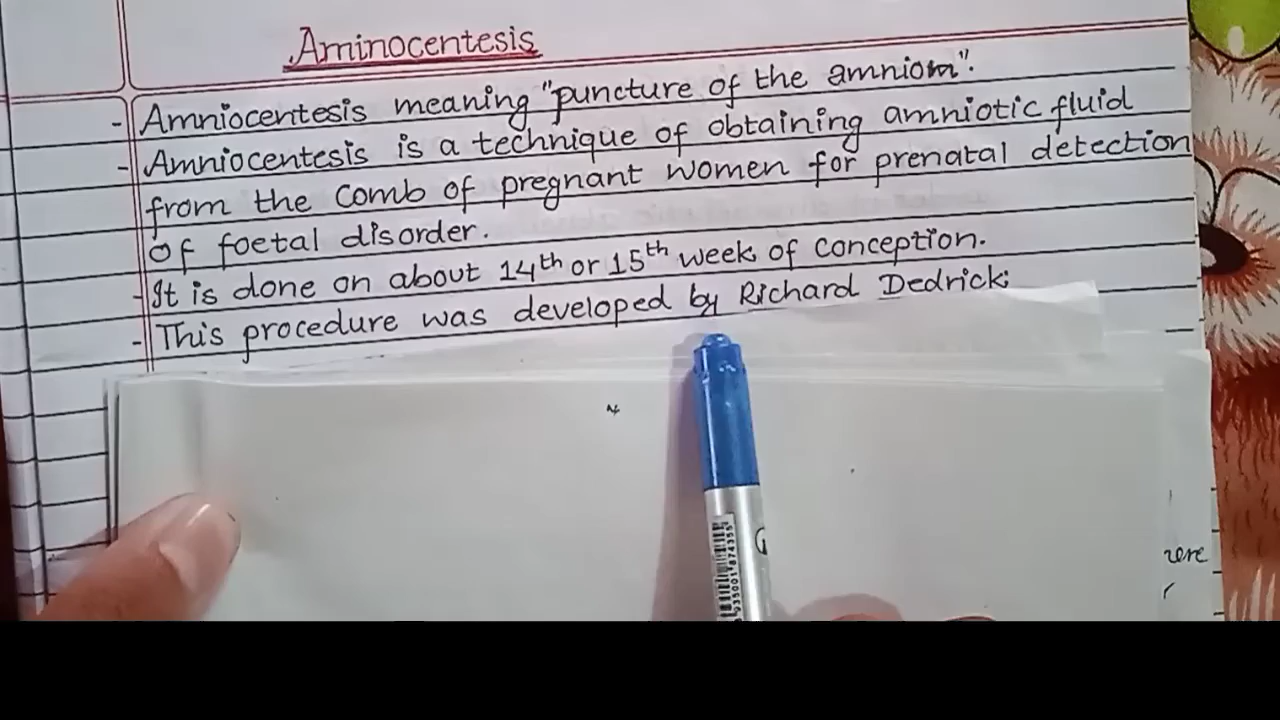 Aminocentesis
- Amniocentesis meaning "puncture of the amnion".
- Amniocentesis is a technique of obtaining amniotic fluid
from the comb of pregnant women for prenatal detection
of foetal disorder.
- It is done on about 14th or 15th week of conception.
- This procedure was developed by Richard Dedrick.
were